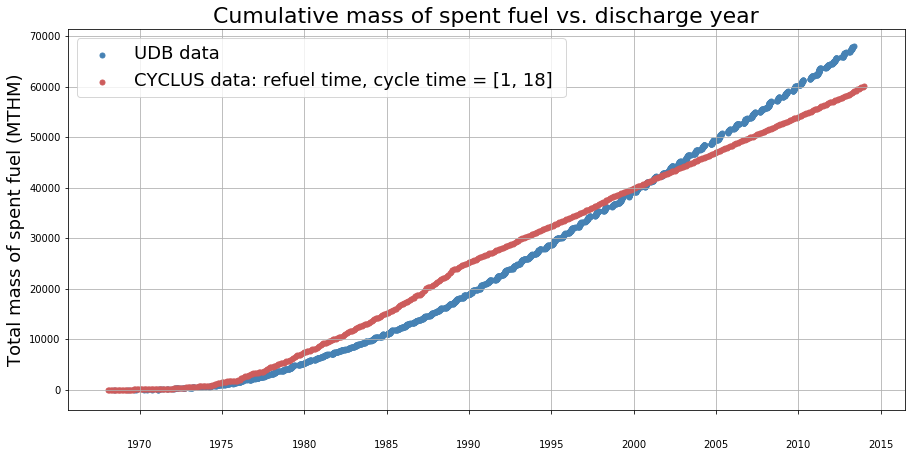 Cumulative mass of spent fuel vs. discharge year
UDB data
CYCLUS data: refuel time, cycle time = [1, 18]
Total mass of spent fuel (MTHM)
70000
60000
50000
40000
30000
20000
10000
0
1970 1975 1980 1985 1990 1995 2000 2005 2010 2015